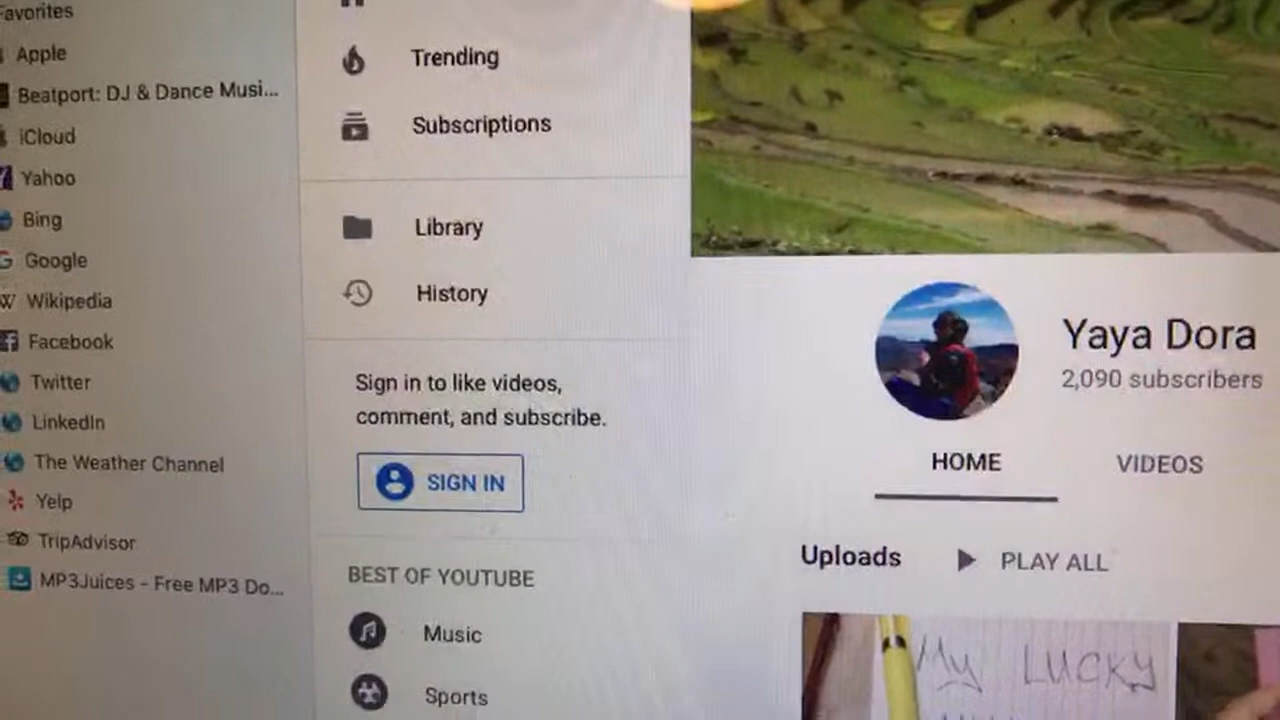 Favorites
Apple
Beatport: DJ & Dance Musi...
iCloud
Yahoo
Bing
Google
Wikipedia
Facebook
Twitter
LinkedIn
The Weather Channel
Yelp
TripAdvisor
MP3Juices - Free MP3 Do...
Trending
Subscriptions
Library
History
Sign in to like videos,
comment, and subscribe.
SIGN IN
BEST OF YOUTUBE
Music
Sports
Yaya Dora
2,090 subscribers
HOME VIDEOS
Uploads PLAY ALL
My LUCKY